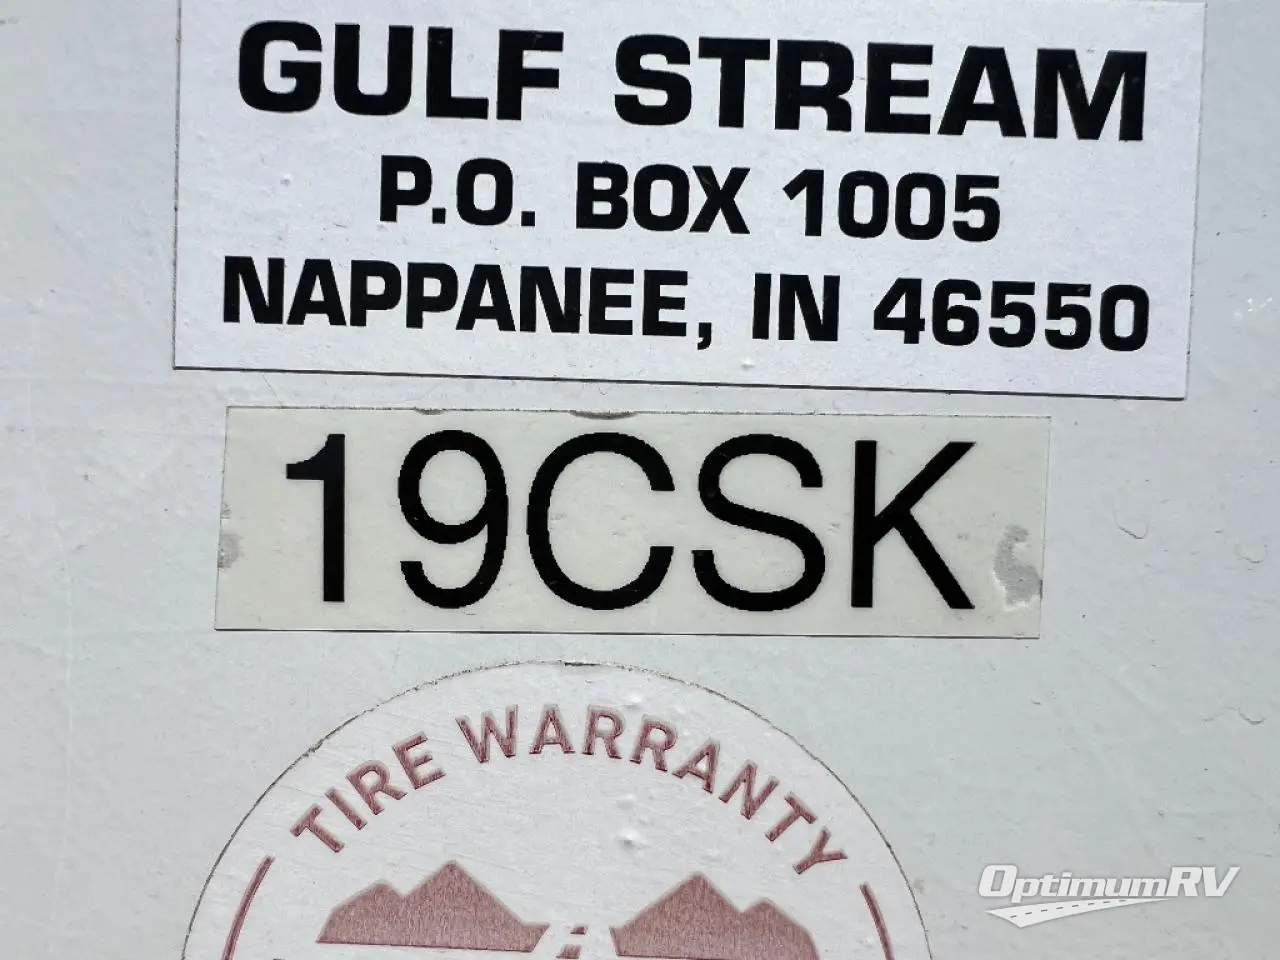 GULF STREAM
P.O. BOX 1005
NAPPANEE, IN 46550
19CSK
TIRE WARRANTY
OptimumRV